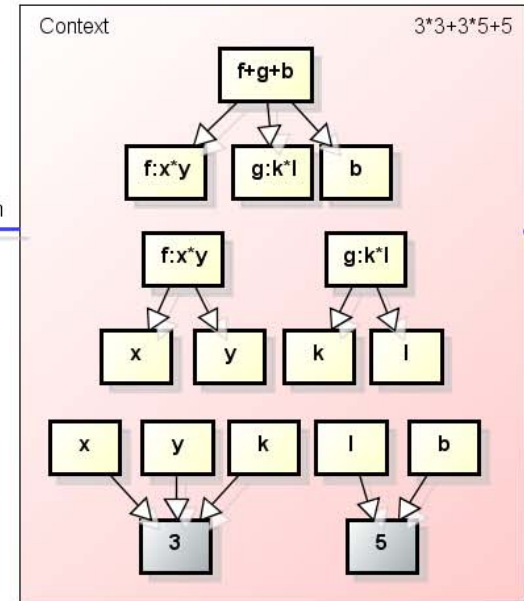 Context 3*3+3*5+5
f+g+b
f:x*y g:k*l b
f:x*y g:k*l
x y k l
x y k l b
3 5